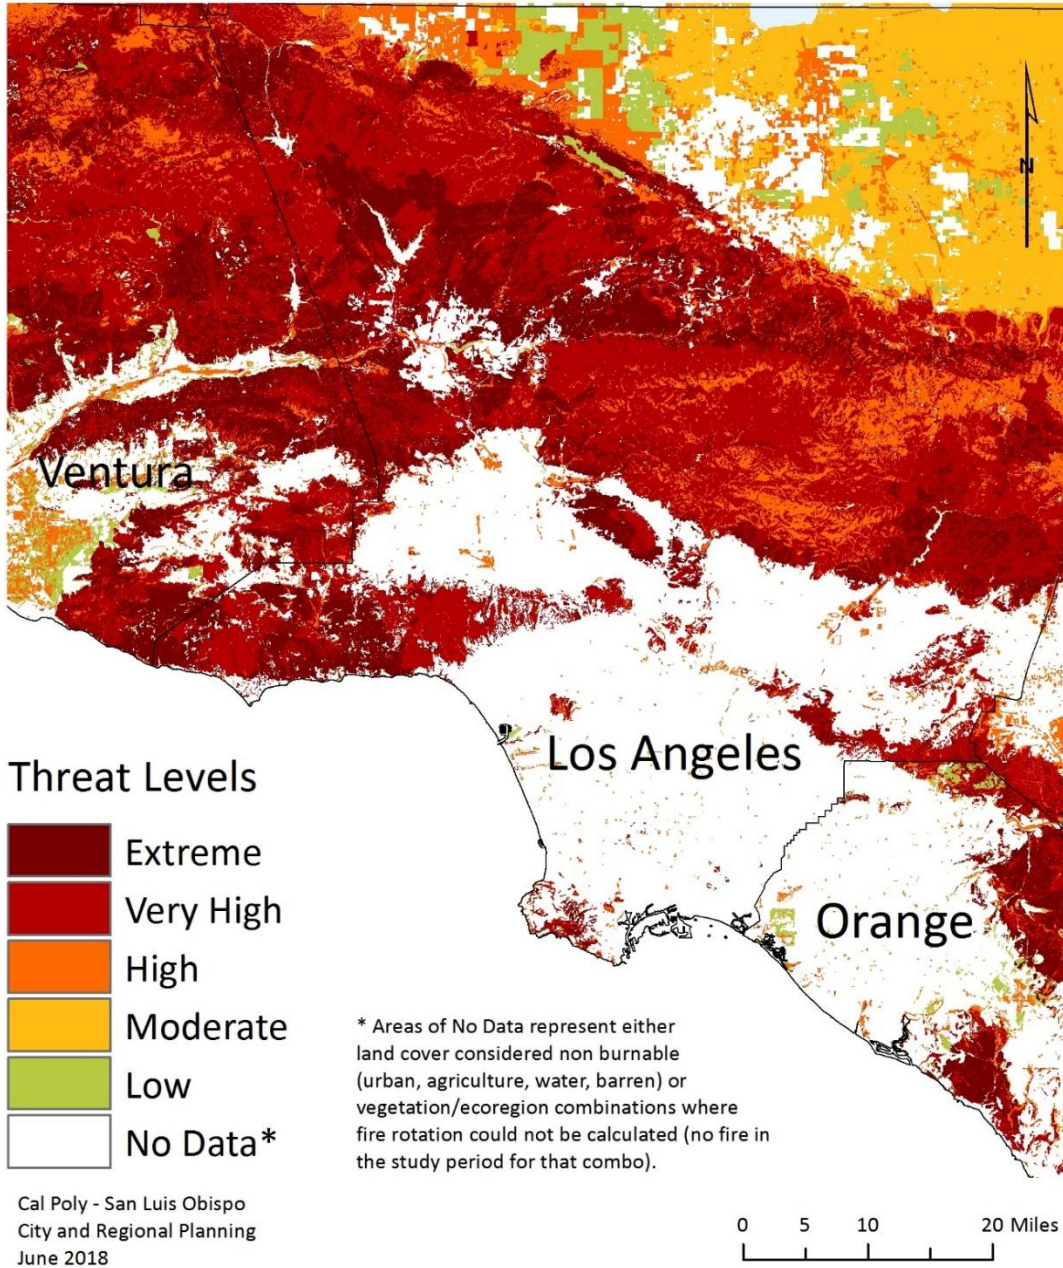 N
Ventura
Los Angeles
Threat Levels
Extreme
Very High
High
Moderate
Low
No Data*
Orange
* Areas of No Data represent either
land cover considered non burnable
(urban, agriculture, water, barren) or
vegetation/ecoregion combinations where
fire rotation could not be calculated (no fire in
the study period for that combo).
Cal Poly - San Luis Obispo
City and Regional Planning
June 2018
0 5 10 20 Miles